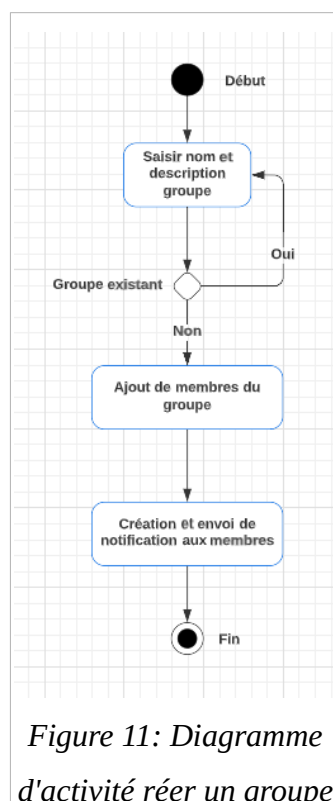 Début
Saisir nom et
description
groupe
Oui
Groupe existant
Non
Ajout de membres du
groupe
Création et envoi de
notification aux membres
Fin
Figure 11: Diagramme
d'activité réer un groupe